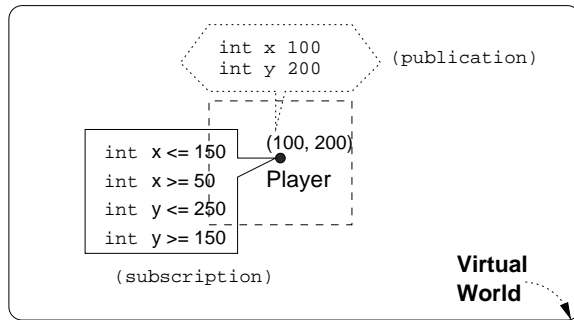 int x 100
int y 200
(publication)
(100, 200)
Player
int x <= 150
int x >= 50
int y <= 250
int y >= 150
(subscription)
Virtual
World